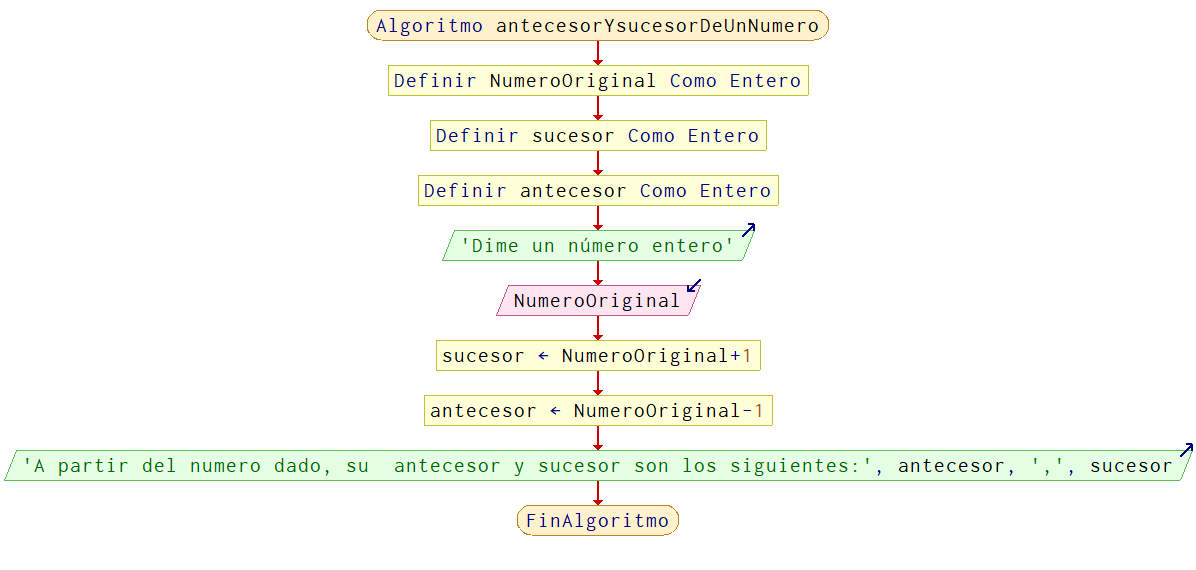 Algoritmo antecesorYsucesorDeUnNumero
Definir NumeroOriginal Como Entero
Definir sucesor Como Entero
Definir antecesor Como Entero
'Dime un número entero'
NumeroOriginal
sucesor ← NumeroOriginal+1
antecesor ← NumeroOriginal-1
'A partir del numero dado, su  antecesor y sucesor son los siguientes:', antecesor, ',', sucesor
FinAlgoritmo